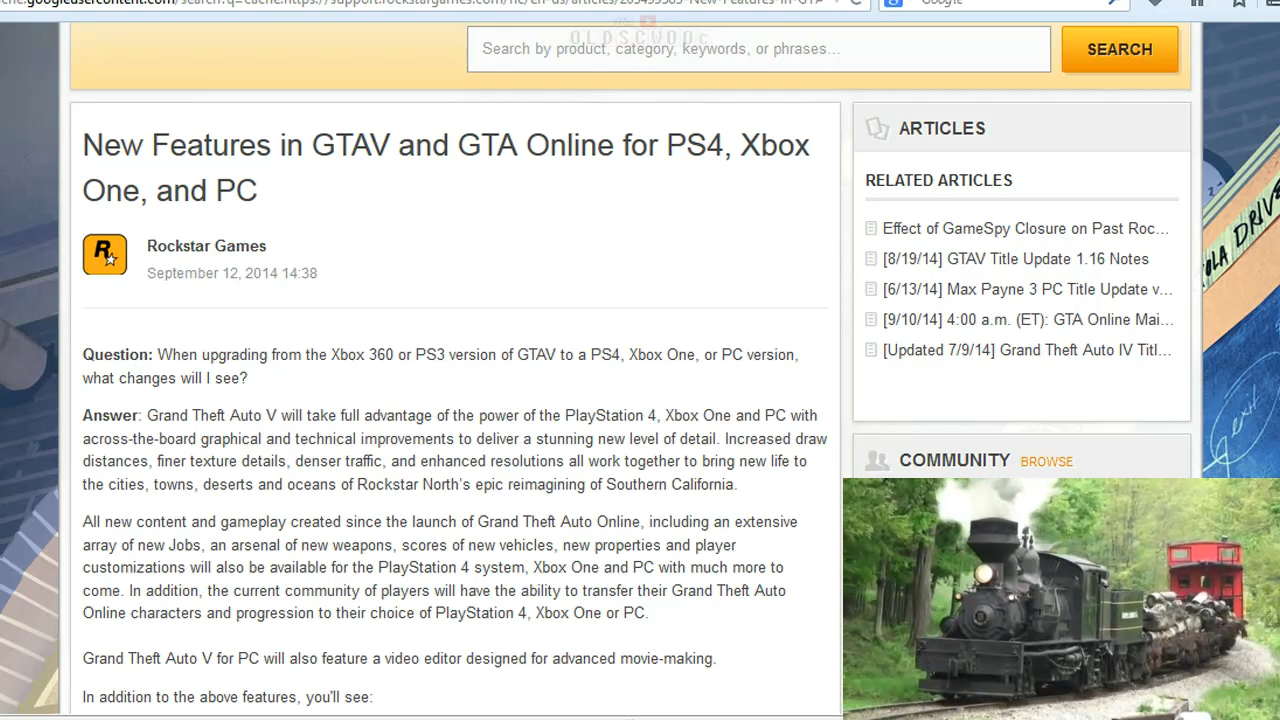 OLDSCWOOc
Search by product, category, keywords, or phrases...
SEARCH
New Features in GTAV and GTA Online for PS4, Xbox
One, and PC
Rockstar Games
September 12, 2014 14:38
Question: When upgrading from the Xbox 360 or PS3 version of GTAV to a PS4, Xbox One, or PC version,
what changes will I see?
Answer: Grand Theft Auto V will take full advantage of the power of the PlayStation 4, Xbox One and PC with
across-the-board graphical and technical improvements to deliver a stunning new level of detail. Increased draw
distances, finer texture details, denser traffic, and enhanced resolutions all work together to bring new life to
the cities, towns, deserts and oceans of Rockstar North's epic reimagining of Southern California.
All new content and gameplay created since the launch of Grand Theft Auto Online, including an extensive
array of new Jobs, an arsenal of new weapons, scores of new vehicles, new properties and player
customizations will also be available for the PlayStation 4 system, Xbox One and PC with much more to
come. In addition, the current community of players will have the ability to transfer their Grand Theft Auto
Online characters and progression to their choice of PlayStation 4, Xbox One or PC.
Grand Theft Auto V for PC will also feature a video editor designed for advanced movie-making.
In addition to the above features, you'll see:
ARTICLES
RELATED ARTICLES
Effect of GameSpy Closure on Past Roc...
[8/19/14] GTAV Title Update 1.16 Notes
[6/13/14] Max Payne 3 PC Title Update v...
[9/10/14] 4:00 a.m. (ET): GTA Online Mai...
[Updated 7/9/14] Grand Theft Auto IV Titl...
COMMUNITY BROWSE